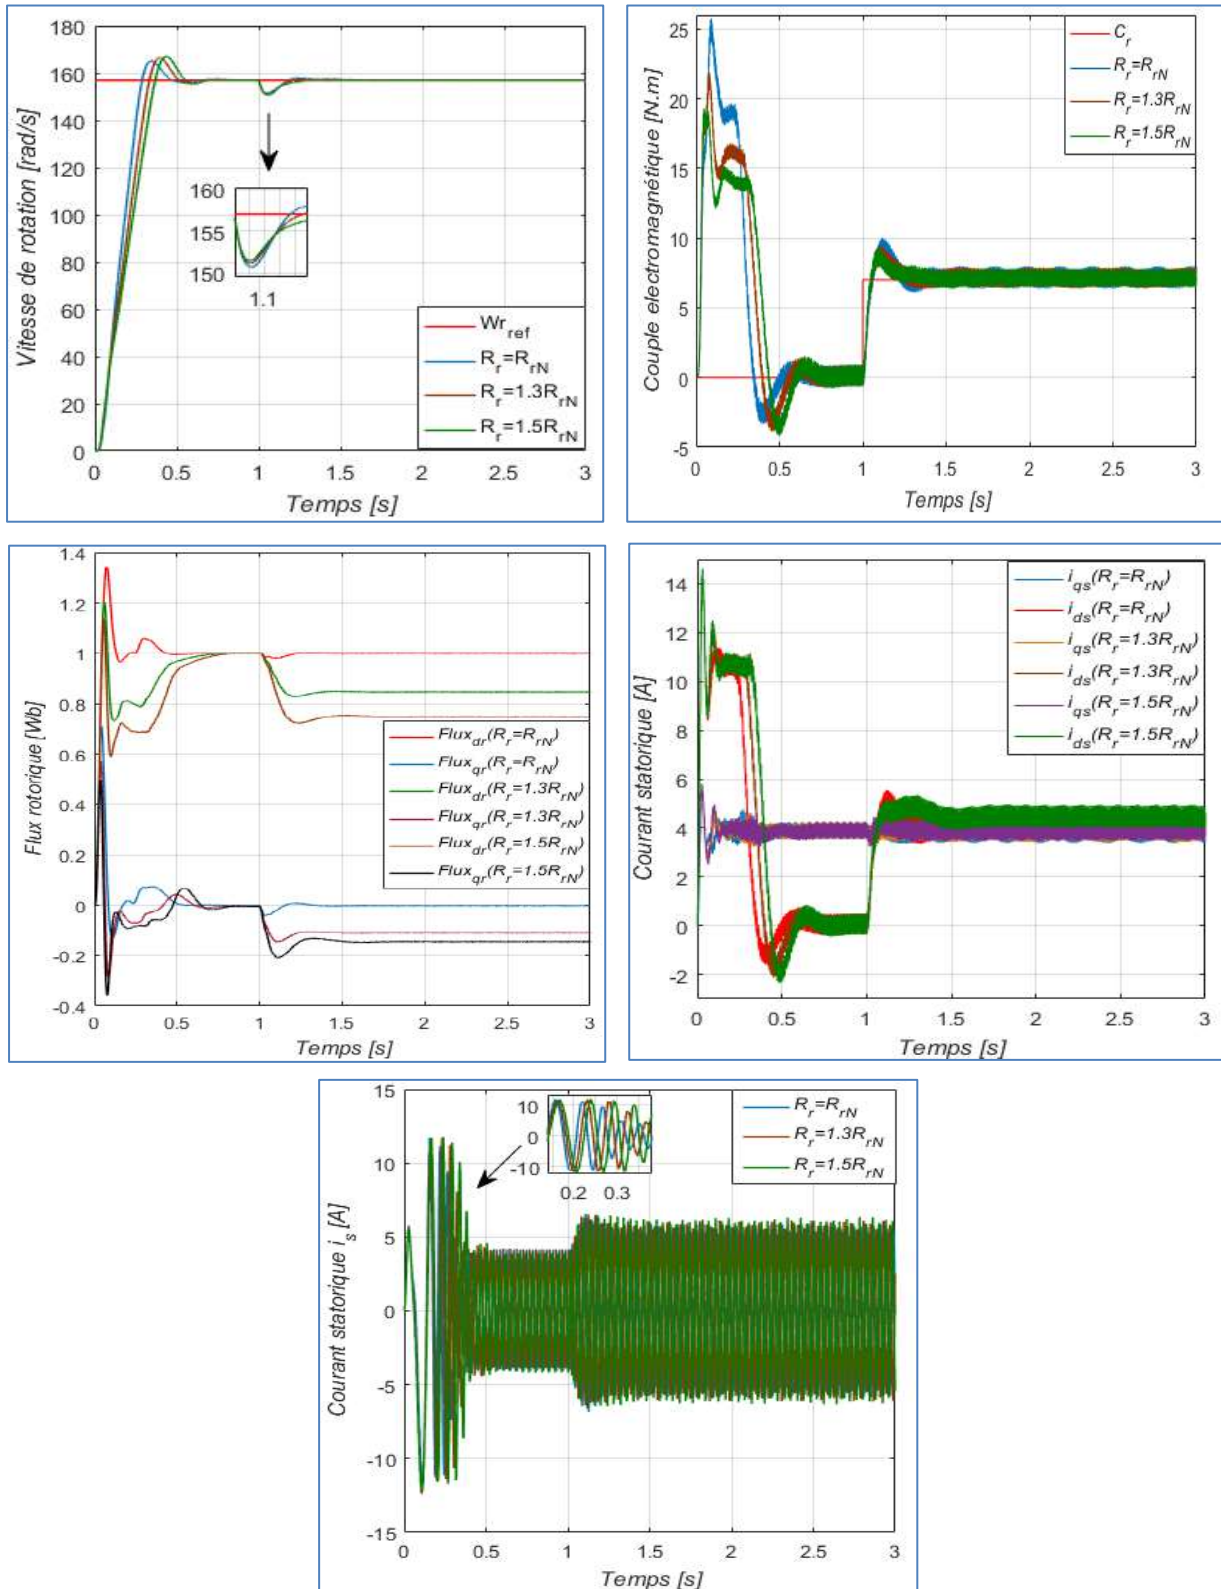 180
160
140
120
100
80
60
40
20
0
Vitesse de rotation [rad/s]
160
155
150
1.1
Wr_ref
R_r=R_rN
R_r=1.3R_rN
R_r=1.5R_rN
0 0.5 1 1.5 2 2.5 3
Temps [s]
25
20
15
10
5
0
-5
Couple electromagnétique [N.m]
C_r
R_r=R_rN
R_r=1.3R_rN
R_r=1.5R_rN
0 0.5 1 1.5 2 2.5 3
Temps [s]
1.4
1.2
1
0.8
0.6
0.4
0.2
0
-0.2
-0.4
Flux rotorique [Wb]
Flux_dr(R_r=R_rN)
Flux_qr(R_r=R_rN)
Flux_dr(R_r=1.3R_rN)
Flux_qr(R_r=1.3R_rN)
Flux_dr(R_r=1.5R_rN)
Flux_qr(R_r=1.5R_rN)
0 0.5 1 1.5 2 2.5 3
Temps [s]
14
12
10
8
6
4
2
0
-2
Courant statorique [A]
i_qs(R_r=R_rN)
i_ds(R_r=R_rN)
i_qs(R_r=1.3R_rN)
i_ds(R_r=1.3R_rN)
i_qs(R_r=1.5R_rN)
i_ds(R_r=1.5R_rN)
0 0.5 1 1.5 2 2.5 3
Temps [s]
15
10
5
0
-5
-10
-15
Courant statorique i_s [A]
10
0
-10
0.2 0.3
R_r=R_rN
R_r=1.3R_rN
R_r=1.5R_rN
0 0.5 1 1.5 2 2.5 3
Temps [s]